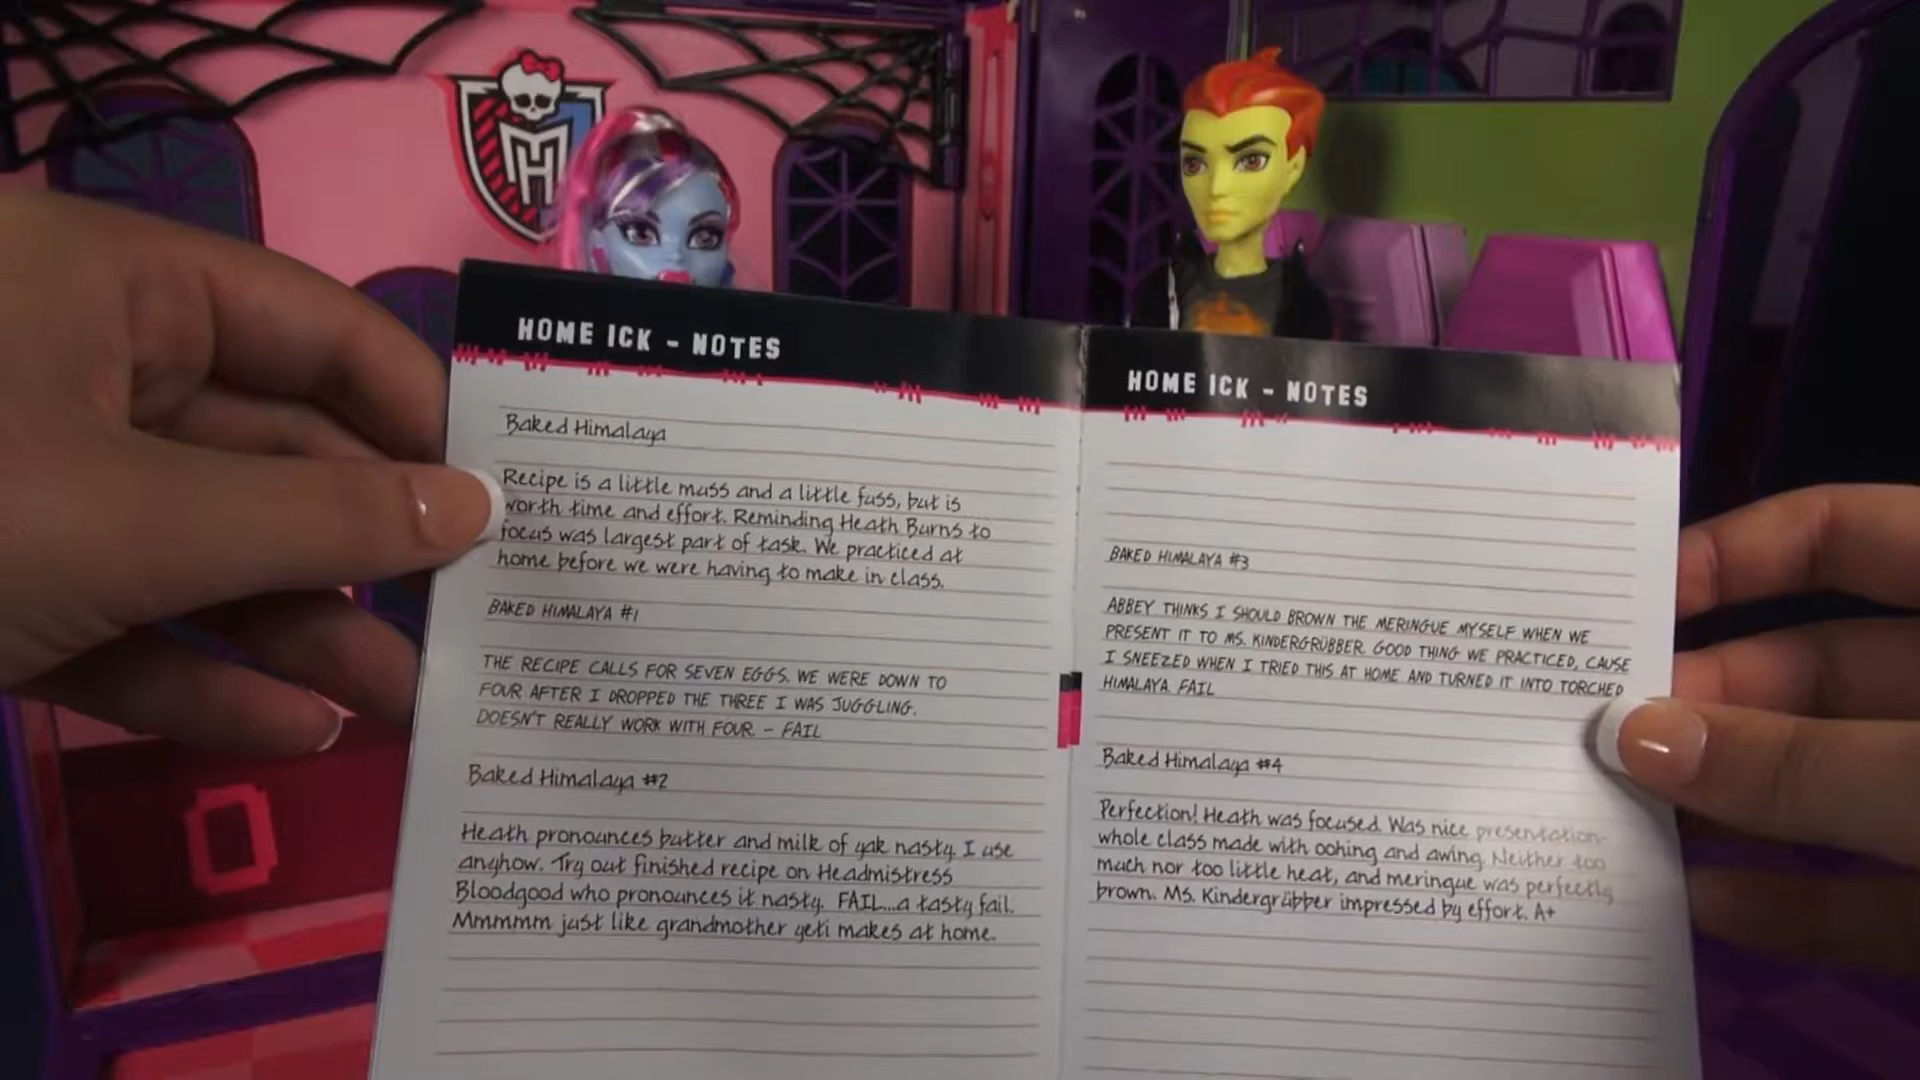 HOME ICK - NOTES
Baked Himalaya
Recipe is a little muss and a little fuss, but is
worth time and effort. Reminding Heath Burns to
focus was largest part of task. We practiced at
home before we were having to make in class.
BAKED HIMALAYA #1
THE RECIPE CALLS FOR SEVEN EGGS. WE WERE DOWN TO
FOUR AFTER I DROPPED THE THREE I WAS JUGGLING.
DOESN'T REALLY WORK WITH FOUR. - FAIL
Baked Himalaya #2
Heath pronounces butter and milk of yak nasty. I use
anyhow. Try out finished recipe on Headmistress
Bloodgood who pronounces it nasty. FAIL...a tasty fail.
Mmmmm just like grandmother yeti makes at home.
HOME ICK - NOTES
BAKED HIMALAYA #3
ABBEY THINKS I SHOULD BROWN THE MERINGUE MYSELF WHEN WE
PRESENT IT TO MS. KINDERGRÜBBER. GOOD THING WE PRACTICED, CAUSE
I SNEEZED WHEN I TRIED THIS AT HOME AND TURNED IT INTO TORCHED
HIMALAYA. FAIL
Baked Himalaya #4
Perfection! Heath was focused. Was nice presentation-
whole class made with oohing and awing. Neither too
much nor too little heat, and meringue was perfectly
brown. Ms. Kindergrübber impressed by effort. A+